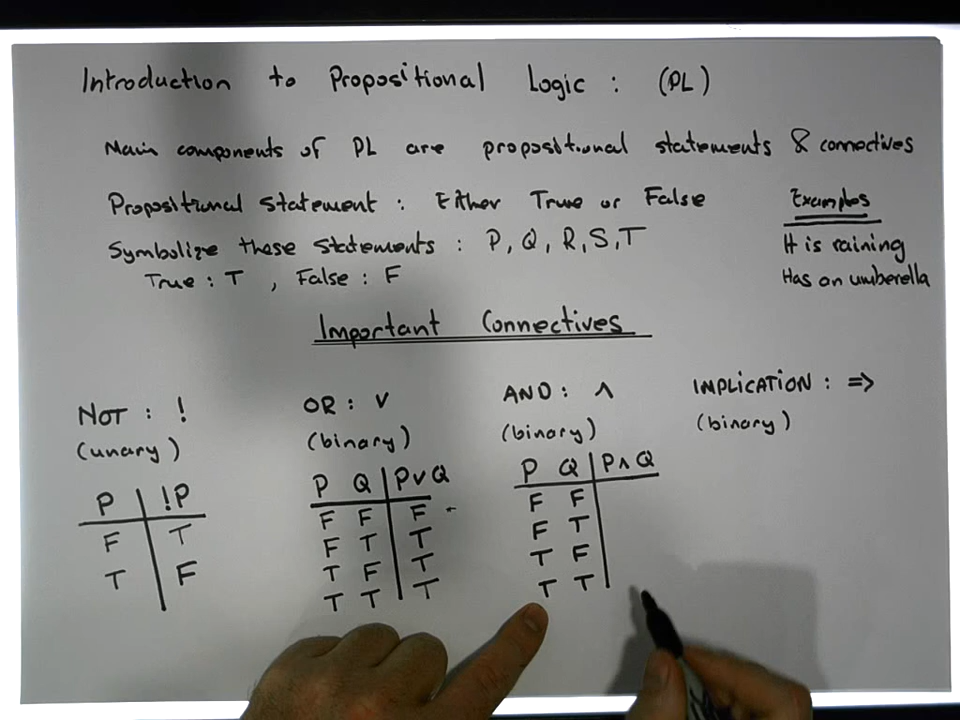 Introduction to Propositional Logic : (PL)
Main components of PL are propositional statements & connectives
Propositional Statement : Either True or False
Symbolize these statements : P, Q, R, S, T
True : T , False : F
Examples
It is raining
Has an umberella
Important Connectives
NOT : !
(unary)
P !P
F T
T F
OR : ∨
(binary)
P Q P∨Q
F F F
F T T
T F T
T T T
AND : ∧
(binary)
P Q P∧Q
F F
F T
T F
T T
IMPLICATION : =>
(binary)